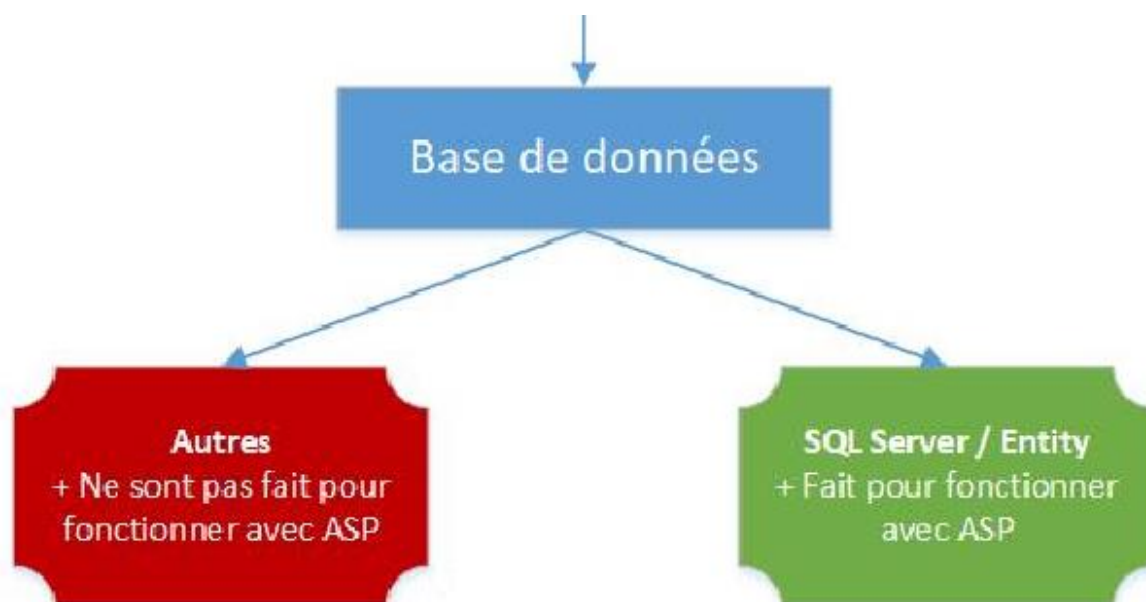 Base de données
Autres
+ Ne sont pas fait pour
fonctionner avec ASP
SQL Server / Entity
+ Fait pour fonctionner
avec ASP